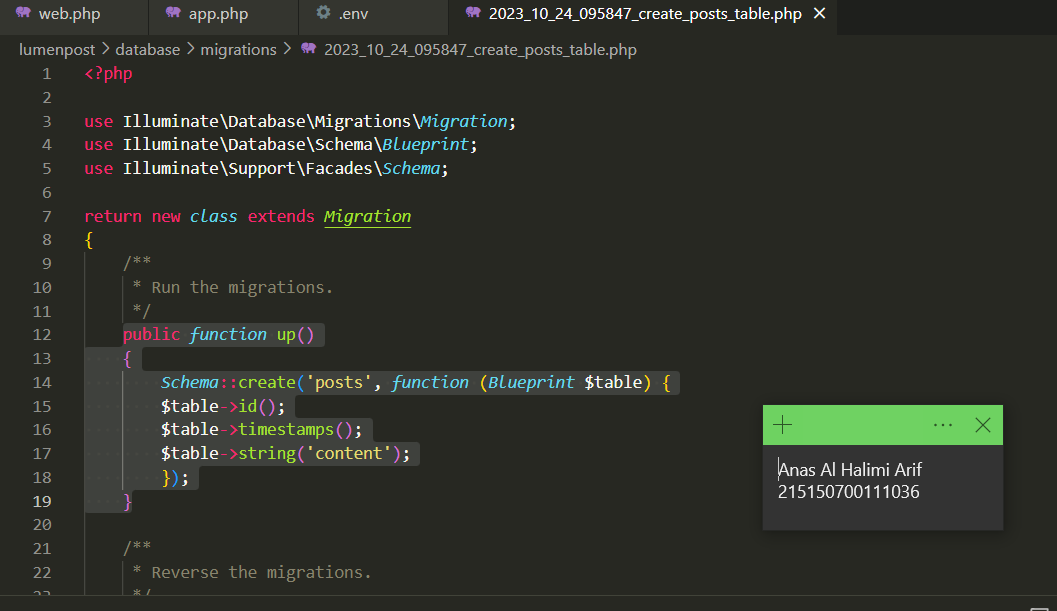 web.php app.php .env 2023_10_24_095847_create_posts_table.php
lumenpost > database > migrations > 2023_10_24_095847_create_posts_table.php
1 <?php
2
3 use Illuminate\Database\Migrations\Migration;
4 use Illuminate\Database\Schema\Blueprint;
5 use Illuminate\Support\Facades\Schema;
6
7 return new class extends Migration
8 {
9 /**
10 * Run the migrations.
11 */
12 public function up()
13 {
14 Schema::create('posts', function (Blueprint $table) {
15 $table->id();
16 $table->timestamps();
17 $table->string('content');
18 });
19 }
20
21 /**
22 * Reverse the migrations.
23 */
Anas Al Halimi Arif
215150700111036